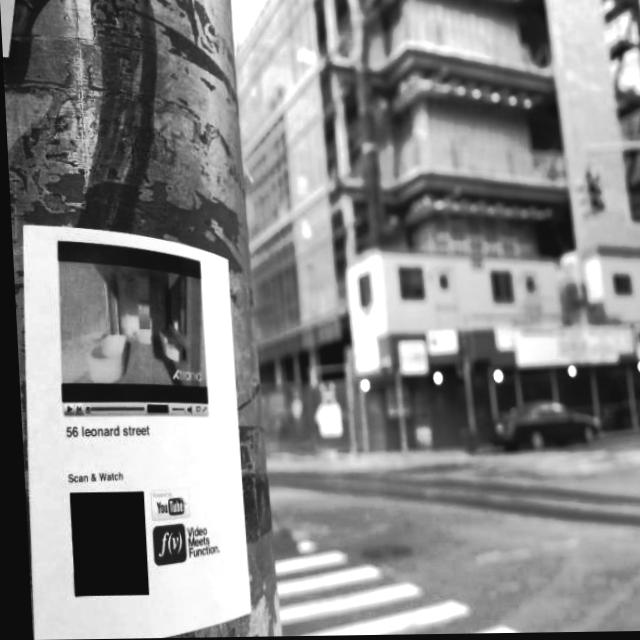 56 leonard street
Scan & Watch
YouTube
f(v)
Video
Meets
Function.